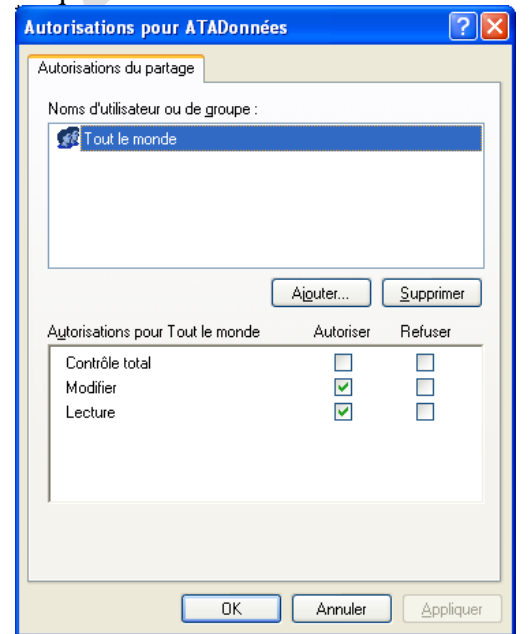 Autorisations pour ATADonnées
Autorisations du partage
Noms d'utilisateur ou de groupe :
Tout le monde
Ajouter... Supprimer
Autorisations pour Tout le monde Autoriser Refuser
Contrôle total
Modifier
Lecture
OK Annuler Appliquer